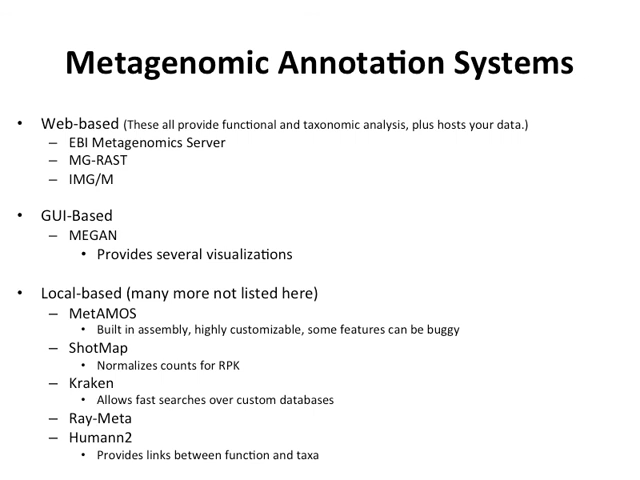 Metagenomic Annotation Systems
• Web-based (These all provide functional and taxonomic analysis, plus hosts your data.)
– EBI Metagenomics Server
– MG-RAST
– IMG/M
• GUI-Based
– MEGAN
• Provides several visualizations
• Local-based (many more not listed here)
– MetAMOS
• Built in assembly, highly customizable, some features can be buggy
– ShotMap
• Normalizes counts for RPK
– Kraken
• Allows fast searches over custom databases
– Ray-Meta
– Humann2
• Provides links between function and taxa